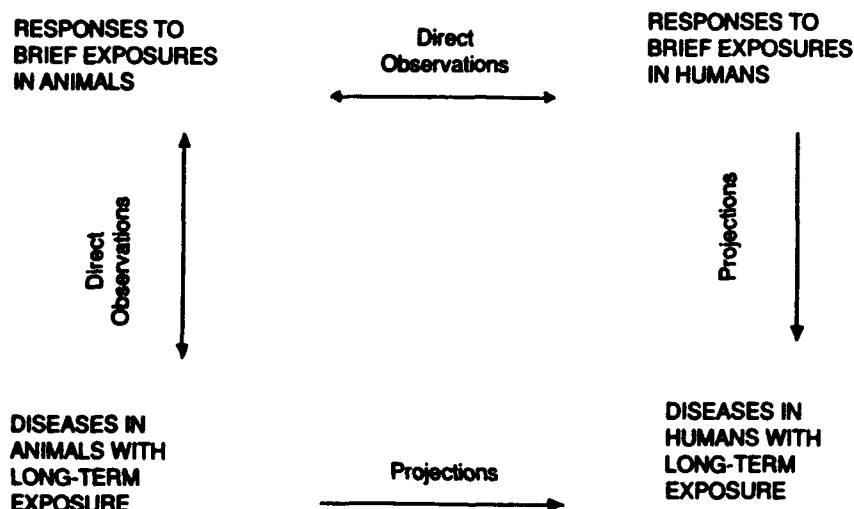 RESPONSES TO
BRIEF EXPOSURES
IN ANIMALS
Direct
Observations
RESPONSES TO
BRIEF EXPOSURES
IN HUMANS
Direct
Observations
Projections
DISEASES IN
ANIMALS WITH
LONG-TERM
EXPOSURE
Projections
DISEASES IN
HUMANS WITH
LONG-TERM
EXPOSURE